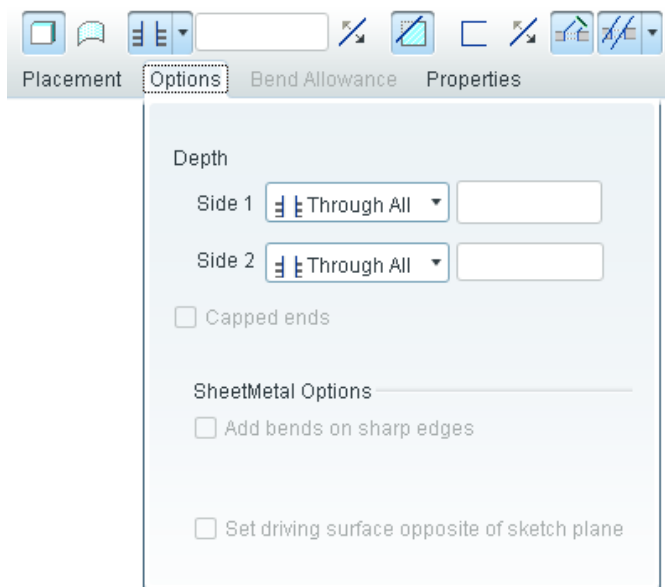 Placement Options Bend Allowance Properties
Depth
Side 1 Through All
Side 2 Through All
Capped ends
SheetMetal Options
Add bends on sharp edges
Set driving surface opposite of sketch plane